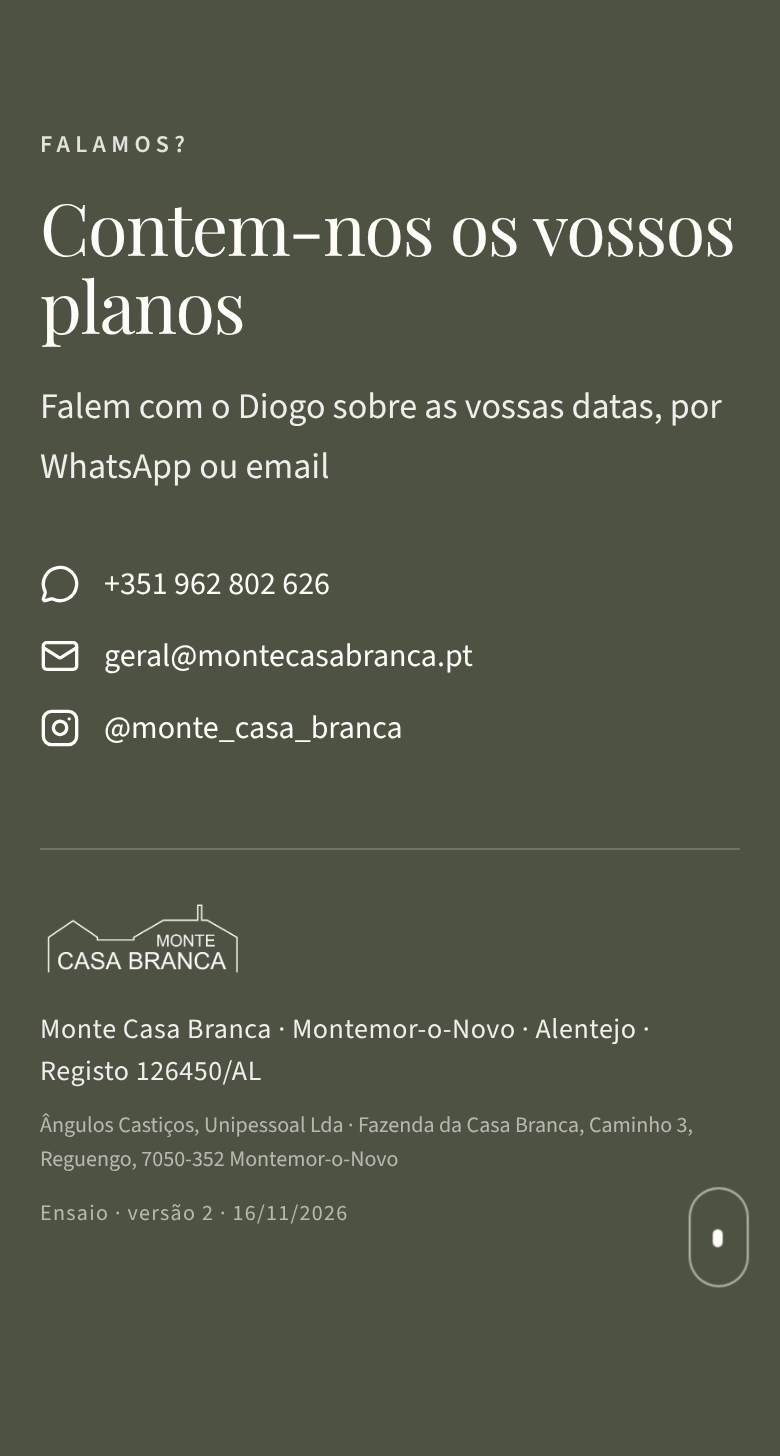 FALAMOS?
Contem-nos os vossos
planos
Falem com o Diogo sobre as vossas datas, por
WhatsApp ou email
+351 962 802 626
geral@montecasabranca.pt
@monte_casa_branca
MONTE
CASA BRANCA
Monte Casa Branca · Montemor-o-Novo · Alentejo ·
Registo 126450/AL
Ângulos Castiços, Unipessoal Lda · Fazenda da Casa Branca, Caminho 3,
Reguengo, 7050-352 Montemor-o-Novo
Ensaio · versão 2 · 16/11/2026